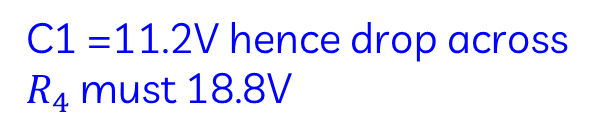 C1 =11.2V hence drop across
R₄ must 18.8V